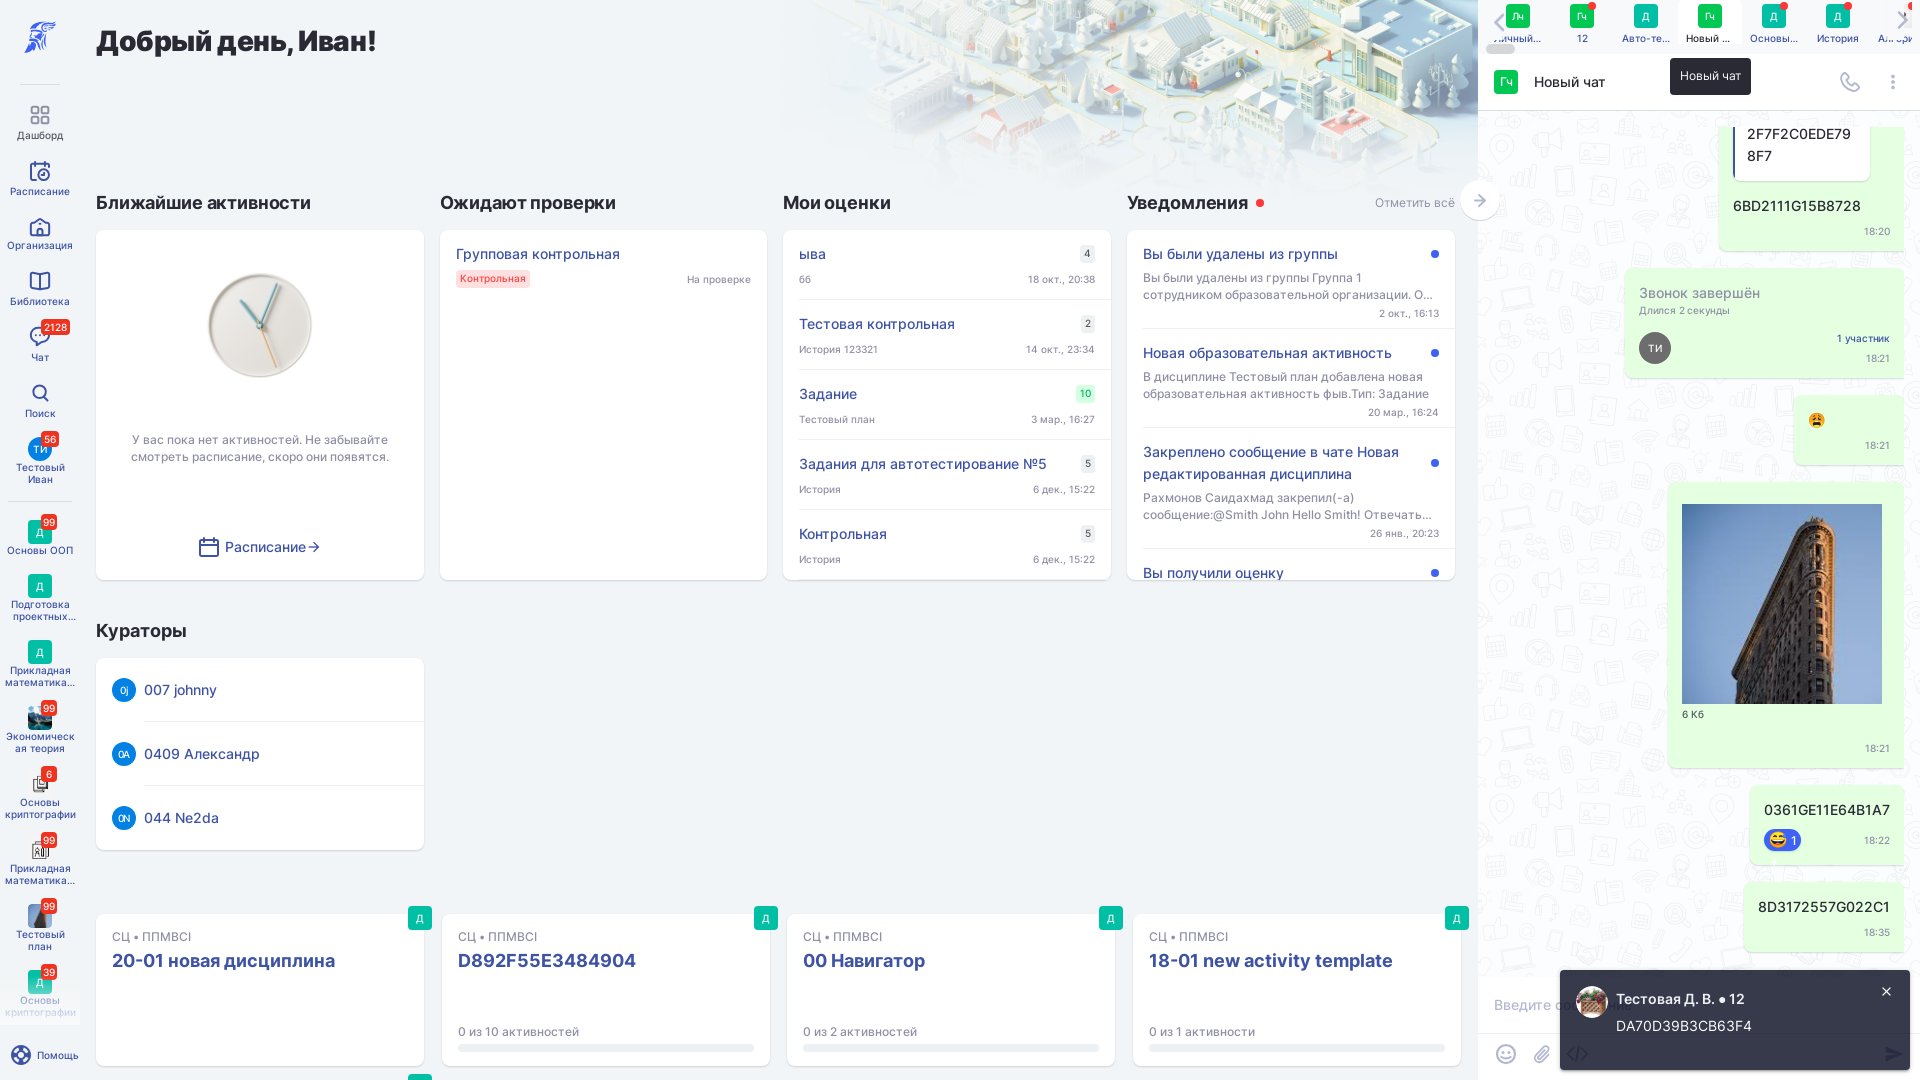 Дашборд
Расписание
Организация
Библиотека
2128
Чат
Поиск
56
ТИ
Тестовый
Иван
99
Д
Основы ООП
Д
Подготовка
проектных...
Д
Прикладная
математика...
99
Экономическ
ая теория
6
Основы
криптографии
99
Прикладная
математика...
99
Тестовый
план
39
Д
Основы
криптографии
Помощь
Добрый день, Иван!
Ближайшие активности
У вас пока нет активностей. Не забывайте
смотреть расписание, скоро они появятся.
Расписание
Ожидают проверки
Групповая контрольная
Контрольная
На проверке
Мои оценки
ыва
4
бб
18 окт., 20:38
Тестовая контрольная
2
История 123321
14 окт., 23:34
Задание
10
Тестовый план
3 мар., 16:27
Задания для автотестирование №5
5
История
6 дек., 15:22
Контрольная
5
История
6 дек., 15:22
Уведомления
Отметить всё
Вы были удалены из группы
Вы были удалены из группы Группа 1
сотрудником образовательной организации. О...
2 окт., 16:13
Новая образовательная активность
В дисциплине Тестовый план добавлена новая
образовательная активность фыв.Тип: Задание
20 мар., 16:24
Закреплено сообщение в чате Новая
редактированная дисциплина
Рахмонов Саидахмад закрепил(-а)
сообщение:@Smith John Hello Smith! Отвечать...
26 янв., 20:23
Вы получили оценку
Кураторы
0j
007 johnny
0А
0409 Александр
0N
044 Ne2da
Д
СЦ • ППМВСІ
20-01 новая дисциплина
Д
СЦ • ППМВСІ
D892F55E3484904
0 из 10 активностей
Д
СЦ • ППМВСІ
00 Навигатор
0 из 2 активностей
Д
СЦ • ППМВСІ
18-01 new activity template
0 из 1 активности
Лч
Личный...
Гч
12
Д
Авто-те...
Гч
Новый ...
Д
Основы...
Д
История
Гч
Новый чат
Новый чат
2F7F2C0EDE79
8F7
6BD2111G15B8728
18:20
Звонок завершён
Длился 2 секунды
ТИ
1 участник
18:21
18:21
6 Кб
18:21
0361GE11E64B1A7
1
18:22
8D3172557G022C1
18:35
Введите
Тестовая Д. В. • 12
DA70D39B3CB63F4